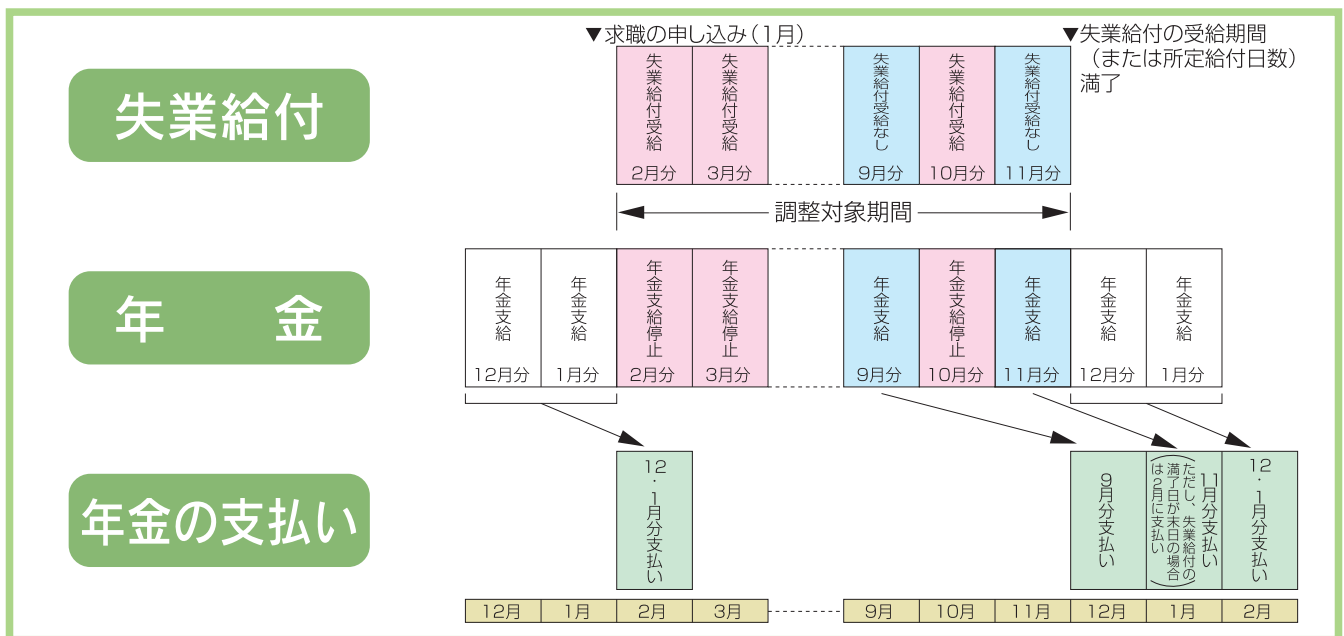 ▼求職の申し込み（1月）
▼失業給付の受給期間
（または所定給付日数）
満了
失業給付
失業給付受給
2月分
失業給付受給
3月分
失業給付受給なし
9月分
失業給付受給
10月分
失業給付受給なし
11月分
調整対象期間
年金
年金支給
12月分
年金支給
1月分
年金支給停止
2月分
年金支給停止
3月分
年金支給
9月分
年金支給停止
10月分
年金支給
11月分
年金支給
12月分
年金支給
1月分
年金の支払い
12・1月分支払い
9月分支払い
11月分支払い
（ただし、失業給付の
満了日が末日の場合
は2月に支払い）
12・1月分支払い
12月
1月
2月
3月
9月
10月
11月
12月
1月
2月